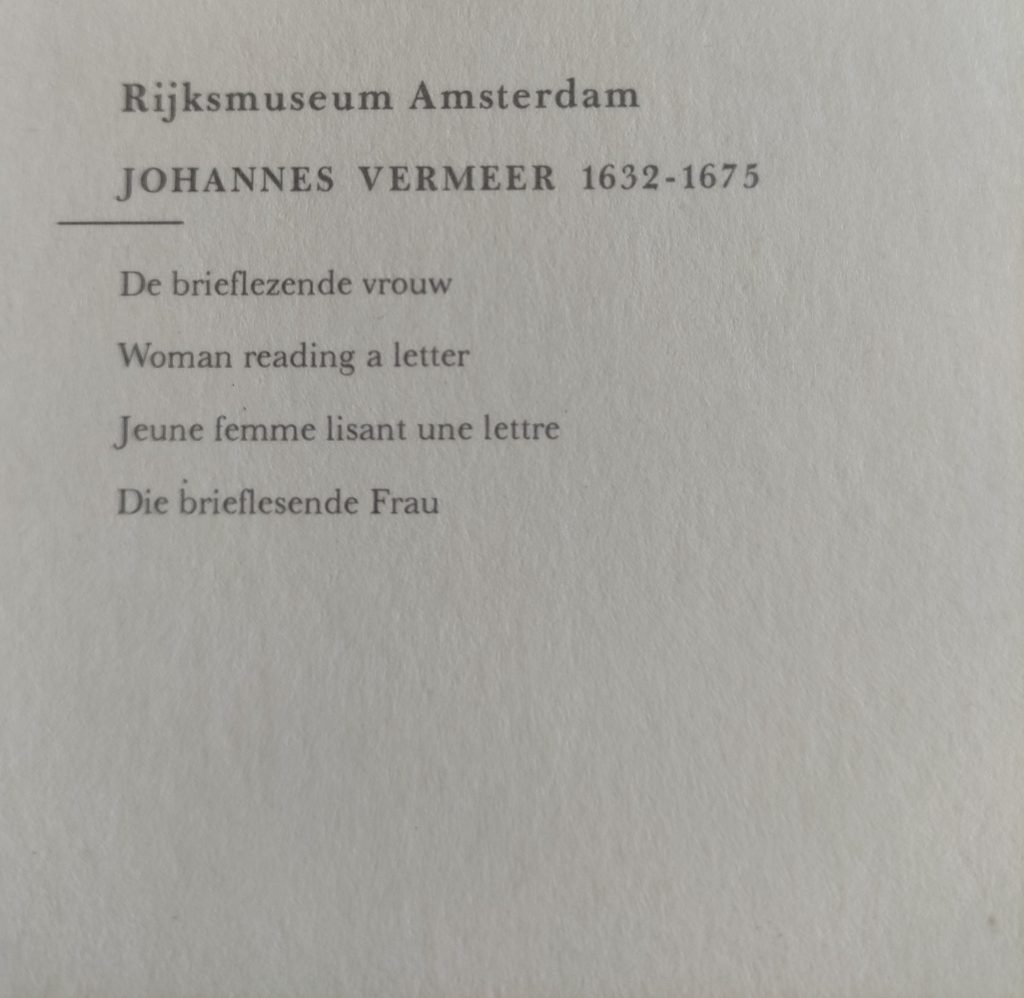 Rijksmuseum Amsterdam
JOHANNES VERMEER 1632-1675
De brieflezende vrouw
Woman reading a letter
Jeune femme lisant une lettre
Die brieflesende Frau